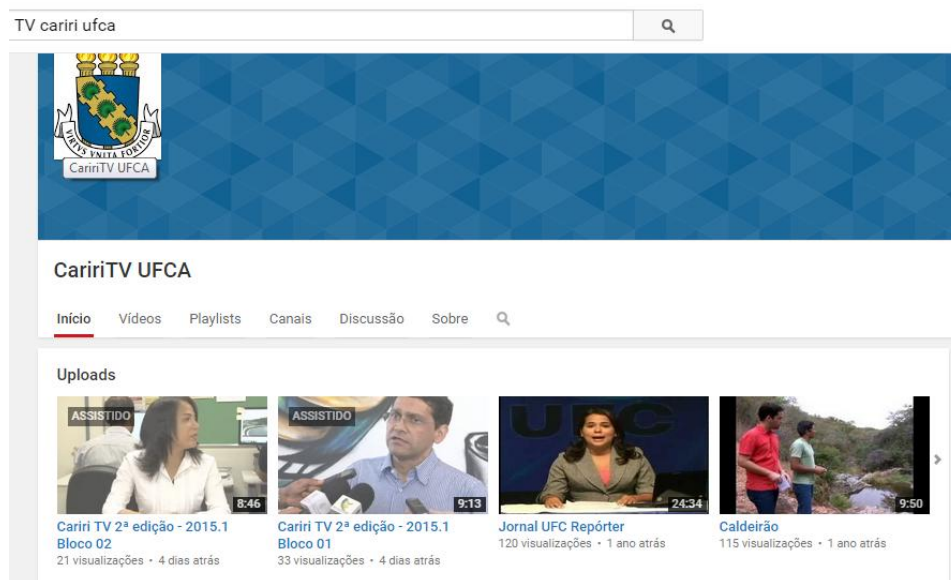 TV cariri ufca
VIRTVS VNITA FORTIOR
CaririTV UFCA
CaririTV UFCA
Início Vídeos Playlists Canais Discussão Sobre
Uploads
ASSISTIDO
8:46
Cariri TV 2ª edição - 2015.1
Bloco 02
21 visualizações • 4 dias atrás
ASSISTIDO
9:13
Cariri TV 2ª edição - 2015.1
Bloco 01
33 visualizações • 4 dias atrás
UFC
24:34
Jornal UFC Repórter
120 visualizações • 1 ano atrás
9:50
Caldeirão
115 visualizações • 1 ano atrás